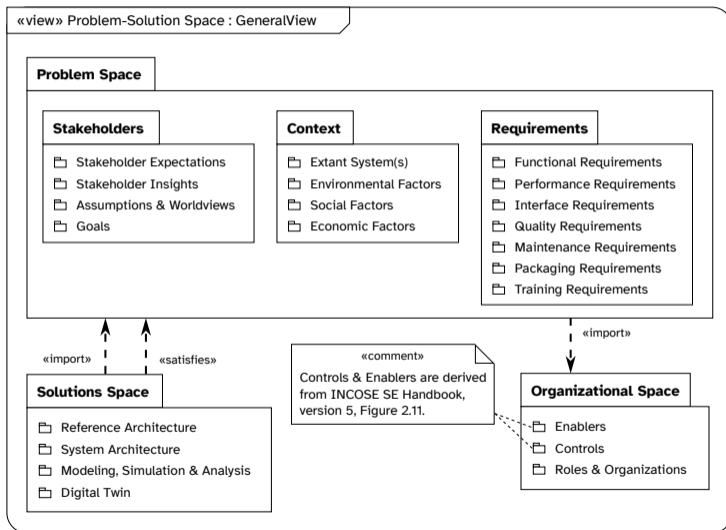 «view» Problem-Solution Space : GeneralView
Problem Space
Stakeholders
Stakeholder Expectations
Stakeholder Insights
Assumptions & Worldviews
Goals
Context
Extant System(s)
Environmental Factors
Social Factors
Economic Factors
Requirements
Functional Requirements
Performance Requirements
Interface Requirements
Quality Requirements
Maintenance Requirements
Packaging Requirements
Training Requirements
«import»
«satisfies»
«import»
Solutions Space
Reference Architecture
System Architecture
Modeling, Simulation & Analysis
Digital Twin
«comment»
Controls & Enablers are derived
from INCOSE SE Handbook,
version 5, Figure 2.11.
Organizational Space
Enablers
Controls
Roles & Organizations